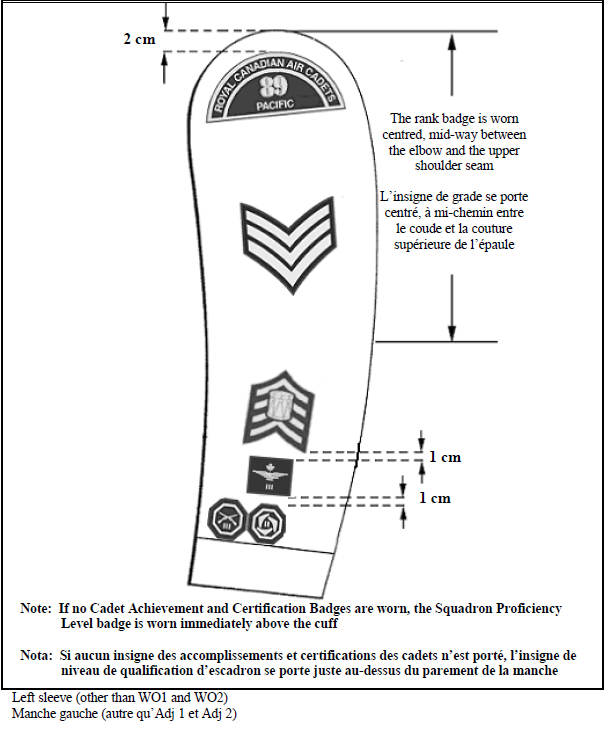 2 cm
ROYAL CANADIAN AIR CADETS
89
PACIFIC
The rank badge is worn
centred, mid-way between
the elbow and the upper
shoulder seam
L’insigne de grade se porte
centré, à mi-chemin entre
le coude et la couture
supérieure de l’épaule
1 cm
III
1 cm
III
Note: If no Cadet Achievement and Certification Badges are worn, the Squadron Proficiency
Level badge is worn immediately above the cuff
Nota: Si aucun insigne des accomplissements et certifications des cadets n’est porté, l’insigne de
niveau de qualification d’escadron se porte juste au-dessus du parement de la manche
Left sleeve (other than WO1 and WO2)
Manche gauche (autre qu’Adj 1 et Adj 2)